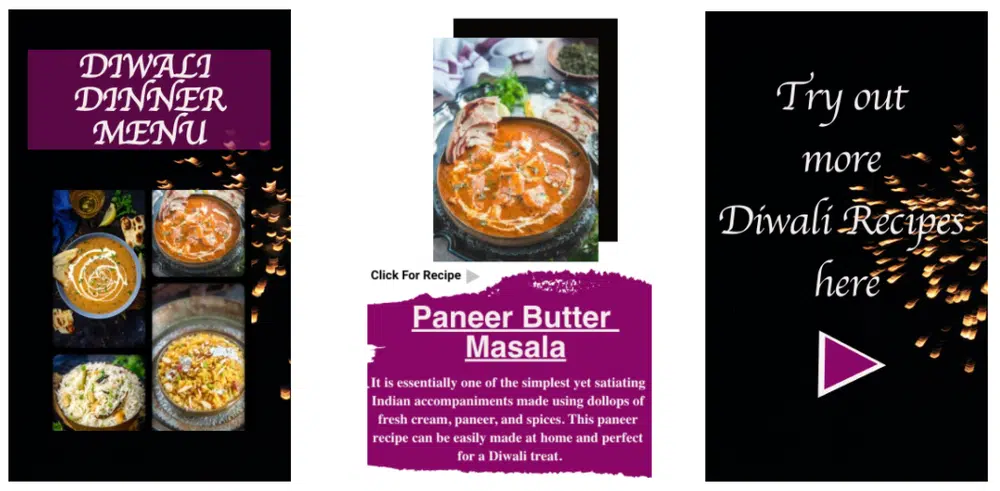 DIWALI
DINNER
MENU
Click For Recipe
Paneer Butter
Masala
It is essentially one of the simplest yet satiating
Indian accompaniments made using dollops of
fresh cream, paneer, and spices. This paneer
recipe can be easily made at home and perfect
for a Diwali treat.
Try out
more
Diwali Recipes
here